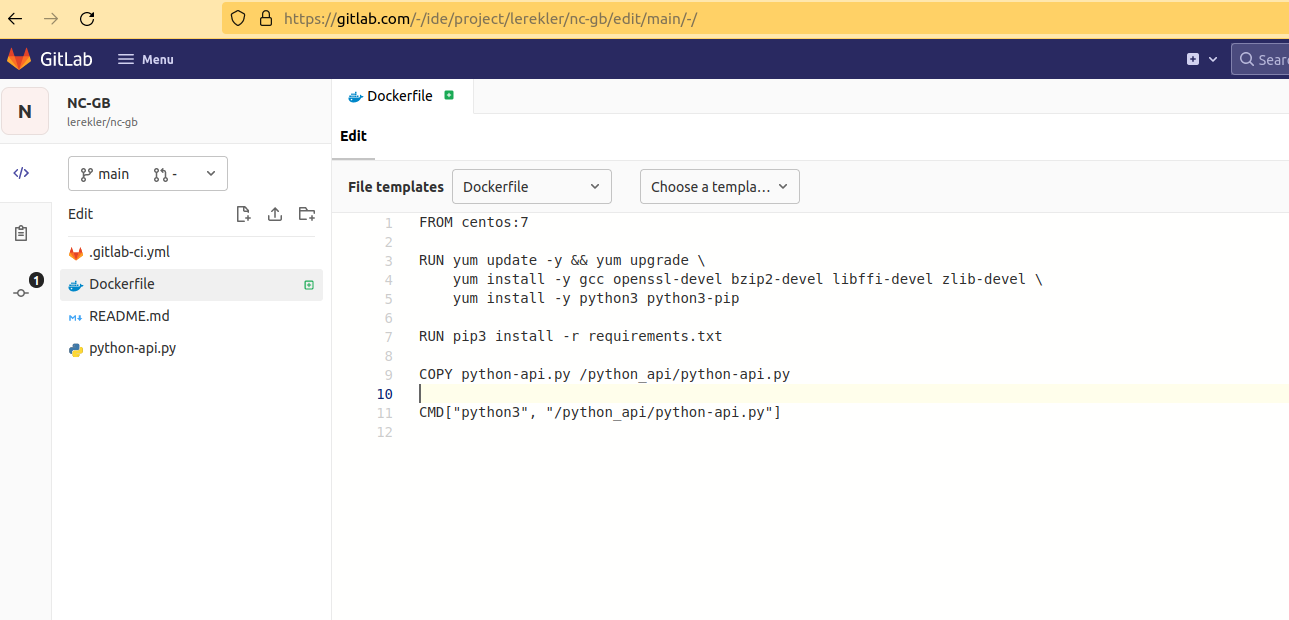 https://gitlab.com/-/ide/project/lerekler/nc-gb/edit/main/-/
GitLab Menu
N
NC-GB
lerekler/nc-gb
Dockerfile
Edit
main -
File templates Dockerfile Choose a templa...
Edit
.gitlab-ci.yml
Dockerfile
README.md
python-api.py
1
1 FROM centos:7
2
3 RUN yum update -y && yum upgrade \
4 yum install -y gcc openssl-devel bzip2-devel libffi-devel zlib-devel \
5 yum install -y python3 python3-pip
6
7 RUN pip3 install -r requirements.txt
8
9 COPY python-api.py /python_api/python-api.py
10
11 CMD["python3", "/python_api/python-api.py"]
12